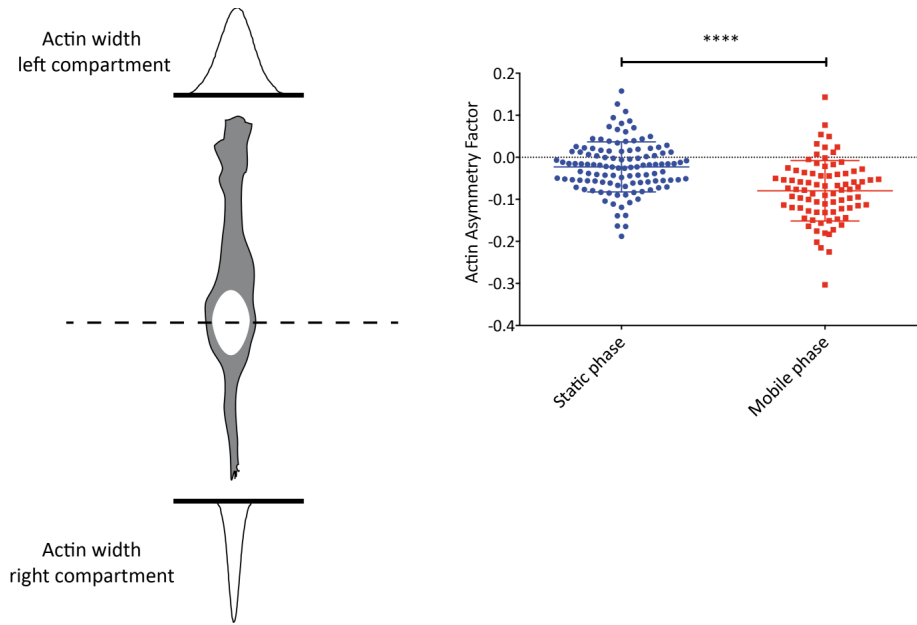 Actin width
left compartment
Actin width
right compartment
****
Actin Asymmetry Factor
0.2
0.1
0.0
-0.1
-0.2
-0.3
-0.4
Static phase
Mobile phase